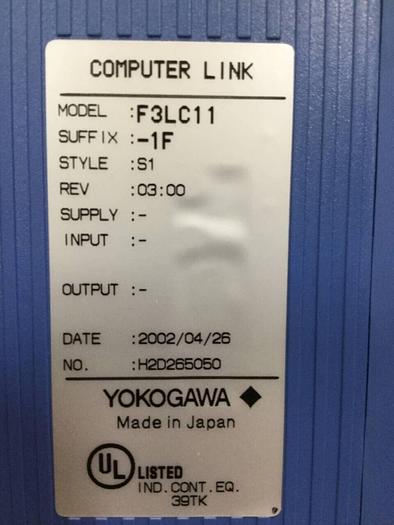 COMPUTER LINK
MODEL :F3LC11
SUFFIX :-1F
STYLE :S1
REV :03:00
SUPPLY :-
INPUT :-
OUTPUT :-
DATE :2002/04/26
NO. :H2D265050
YOKOGAWA
Made in Japan
UL LISTED
IND. CONT. EQ.
39TK